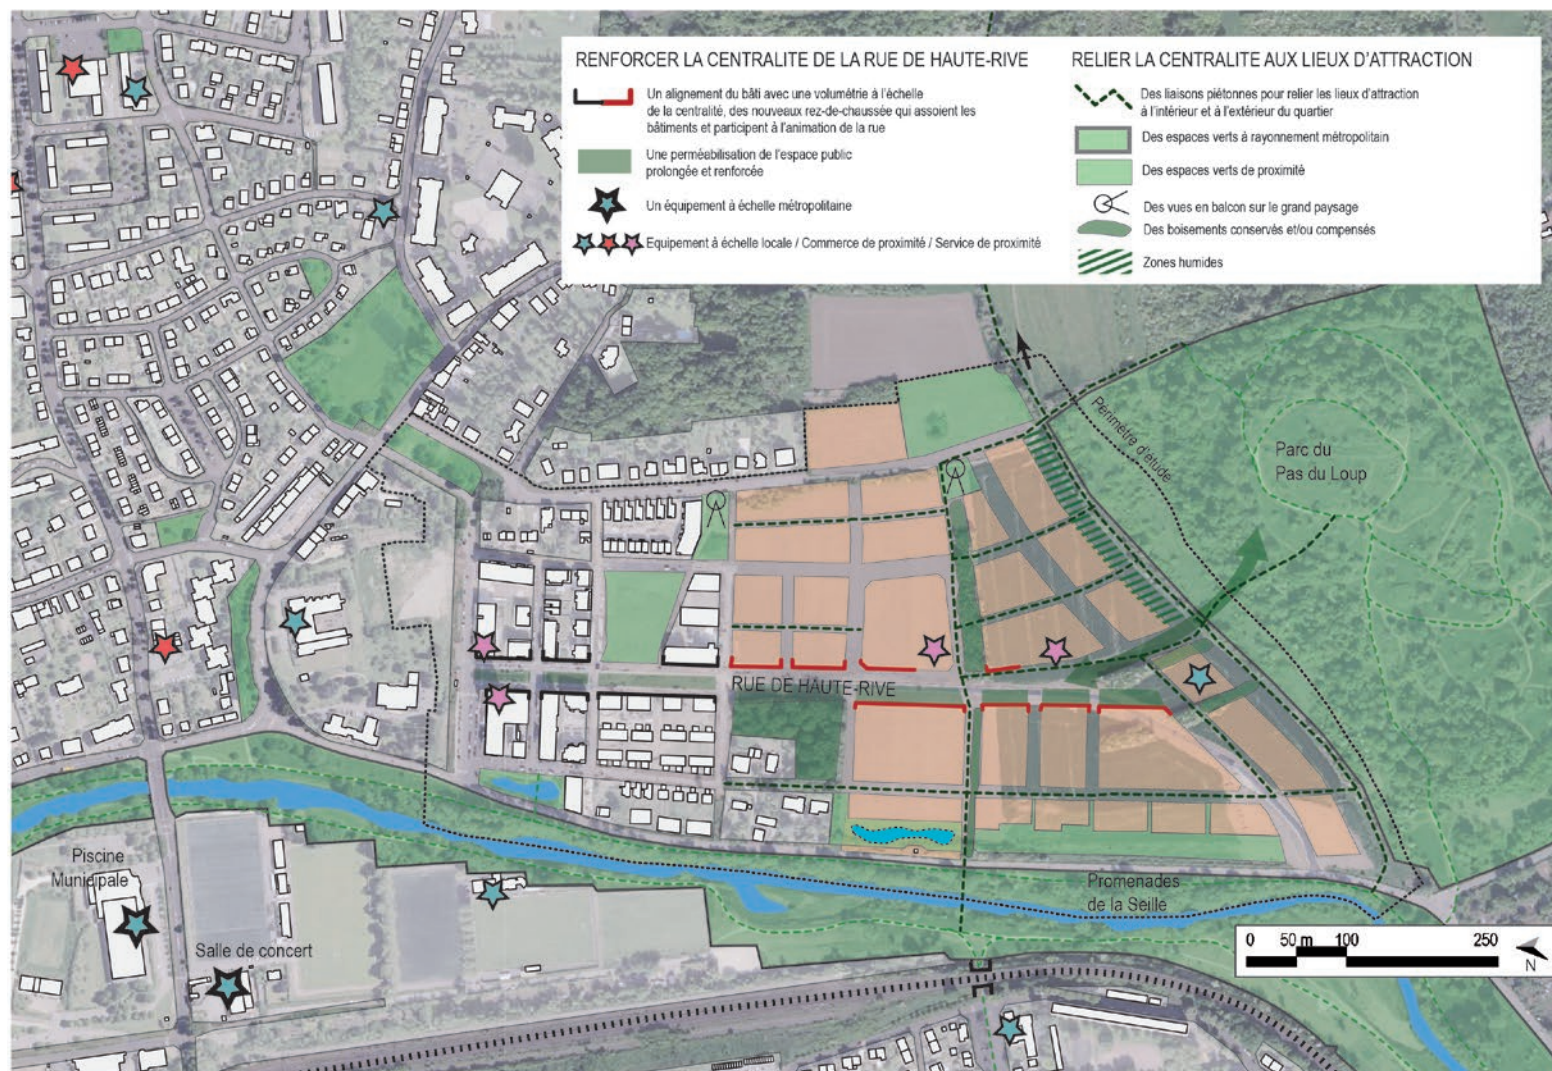 RENFORCER LA CENTRALITE DE LA RUE DE HAUTE-RIVE
Un alignement du bâti avec une volumétrie à l'échelle
de la centralité, des nouveaux rez-de-chaussée qui assoient les
bâtiments et participent à l'animation de la rue
Une perméabilisation de l'espace public
prolongée et renforcée
Un équipement à échelle métropolitaine
Equipement à échelle locale / Commerce de proximité / Service de proximité
RELIER LA CENTRALITE AUX LIEUX D'ATTRACTION
Des liaisons piétonnes pour relier les lieux d'attraction
à l'intérieur et à l'extérieur du quartier
Des espaces verts à rayonnement métropolitain
Des espaces verts de proximité
Des vues en balcon sur le grand paysage
Des boisements conservés et/ou compensés
Zones humides
Périmètre d'étude
Parc du
Pas du Loup
RUE DE HAUTE-RIVE
Piscine
Municipale
Salle de concert
Promenades
de la Seille
0 50 m 100 250
N